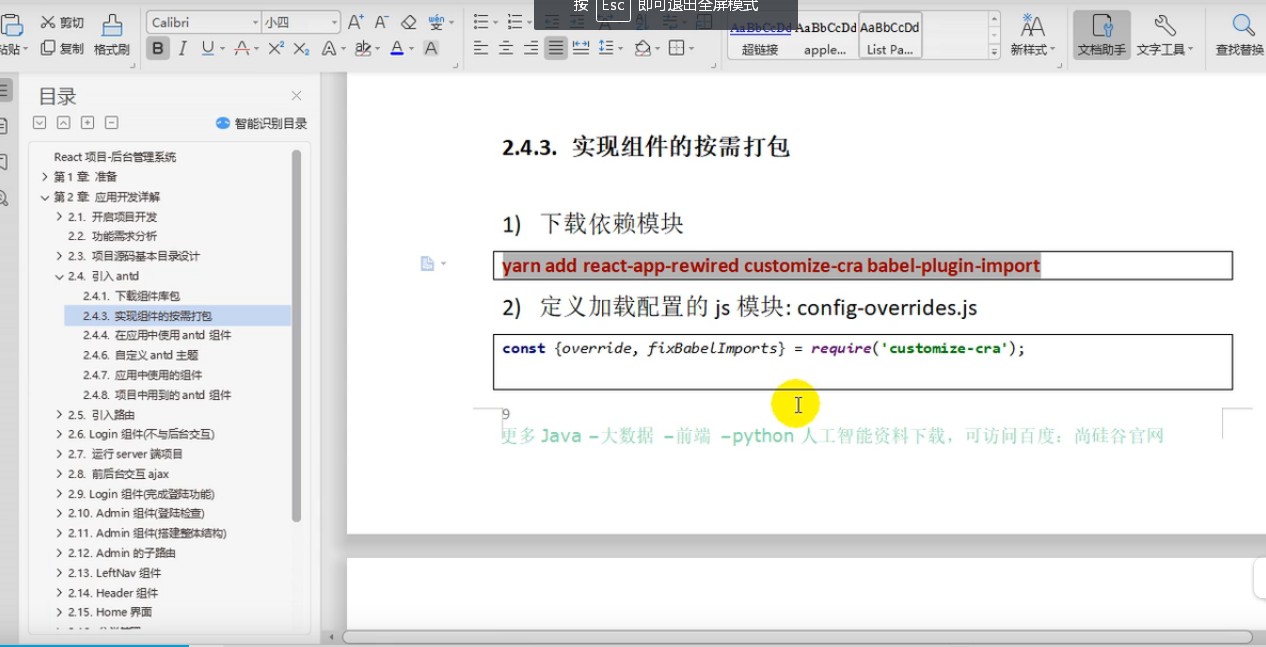 按 Esc 即可退出全屏模式
剪切
Calibri
小四
粘贴
复制
格式刷
B I U A X² X₂ A ab A A
AaBbCcDd AaBbCcDd AaBbCcDd
超链接 apple... List Pa...
新样式
文档助手
文字工具
查找替换
目录
智能识别目录
React 项目-后台管理系统
第 1 章 准备
第 2 章 应用开发详解
2.1. 开启项目开发
2.2. 功能需求分析
2.3. 项目源码基本目录设计
2.4. 引入 antd
2.4.1. 下载组件库包
2.4.3. 实现组件的按需打包
2.4.4. 在应用中使用 antd 组件
2.4.6. 自定义 antd 主题
2.4.7. 应用中使用的组件
2.4.8. 项目中用到的 antd 组件
2.5. 引入路由
2.6. Login 组件(不与后台交互)
2.7. 运行 server 端项目
2.8. 前后台交互 ajax
2.9. Login 组件(完成登陆功能)
2.10. Admin 组件(登陆检查)
2.11. Admin 组件(搭建整体结构)
2.12. Admin 的子路由
2.13. LeftNav 组件
2.14. Header 组件
2.15. Home 界面
2.4.3. 实现组件的按需打包
1) 下载依赖模块
yarn add react-app-rewired customize-cra babel-plugin-import
2) 定义加载配置的 js 模块: config-overrides.js
const {override, fixBabelImports} = require('customize-cra');
9
更多 Java –大数据 –前端 –python 人工智能资料下载，可访问百度：尚硅谷官网